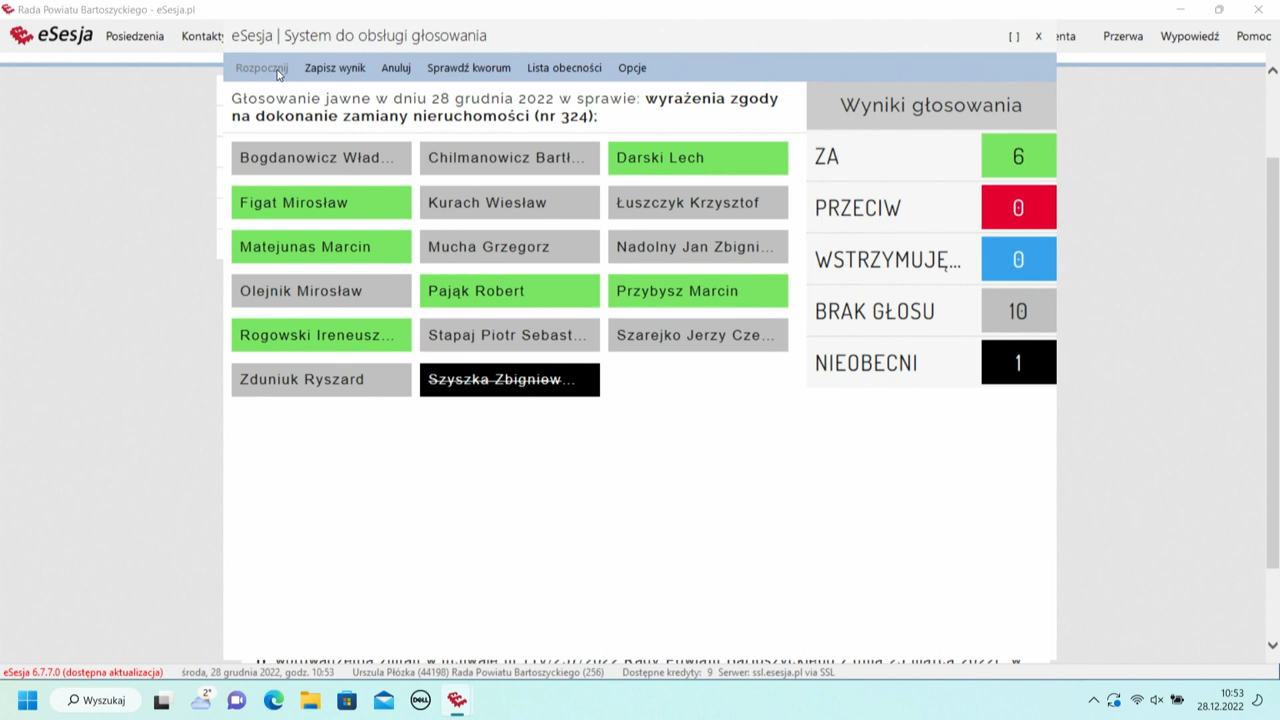 Rada Powiatu Bartoszyckiego - eSesja.pl
eSesja Posiedzenia Kontakty eSesja | System do obsługi głosowania [ ] x enta Przerwa Wypowiedź Pomoc
Rozpocznij Zapisz wynik Anuluj Sprawdź kworum Lista obecności Opcje
Głosowanie jawne w dniu 28 grudnia 2022 w sprawie: wyrażenia zgody
na dokonanie zamiany nieruchomości (nr 324);
Wyniki głosowania
Bogdanowicz Wład... Chilmanowicz Bartł... Darski Lech
Figat Mirosław Kurach Wiesław Łuszczyk Krzysztof
Matejunas Marcin Mucha Grzegorz Nadolny Jan Zbigni...
Olejnik Mirosław Pająk Robert Przybysz Marcin
Rogowski Ireneusz... Stapaj Piotr Sebast... Szarejko Jerzy Cze...
Zduniuk Ryszard Szyszka Zbigniew...
ZA 6
PRZECIW 0
WSTRZYMUJĘ... 0
BRAK GŁOSU 10
NIEOBECNI 1
eSesja 6.7.7.0 (dostępna aktualizacja) środa, 28 grudnia 2022, godz. 10:53 Urszula Płózka (44198) Rada Powiatu Bartoszyckiego (256) Dostępne kredyty: 9 Serwer: ssl.esesja.pl via SSL
Wyszukaj 2° DELL 10:53
28.12.2022